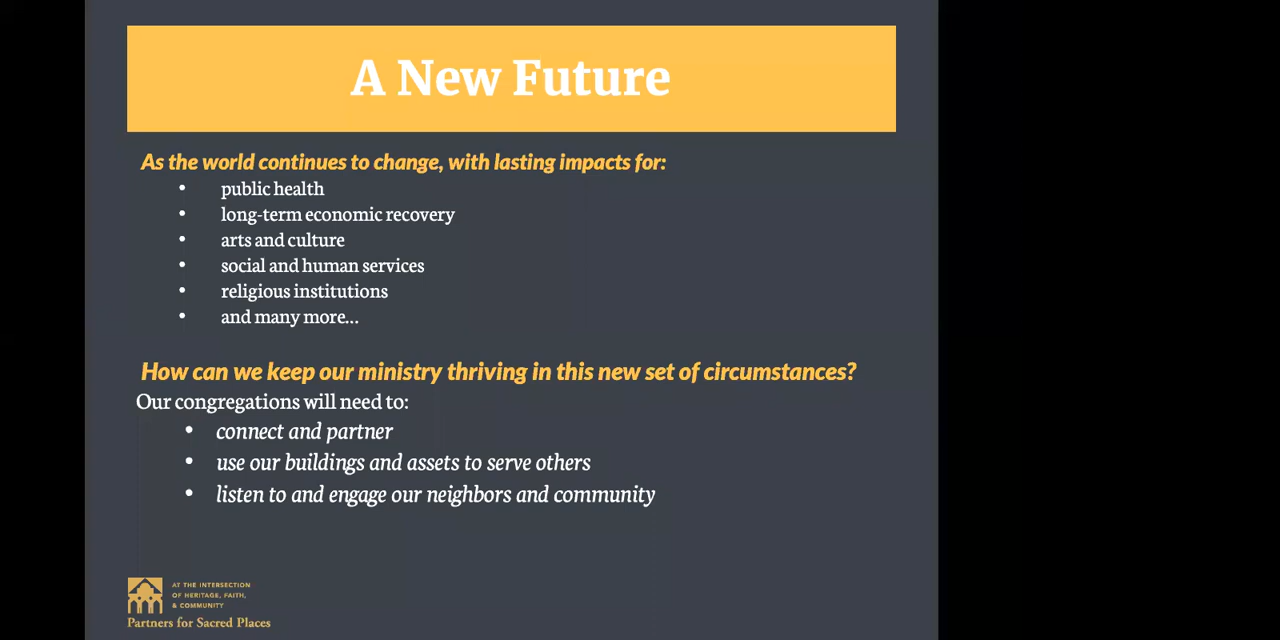 A New Future
As the world continues to change, with lasting impacts for:
• public health
• long-term economic recovery
• arts and culture
• social and human services
• religious institutions
• and many more...
How can we keep our ministry thriving in this new set of circumstances?
Our congregations will need to:
• connect and partner
• use our buildings and assets to serve others
• listen to and engage our neighbors and community
AT THE INTERSECTION
OF HERITAGE, FAITH,
& COMMUNITY
Partners for Sacred Places